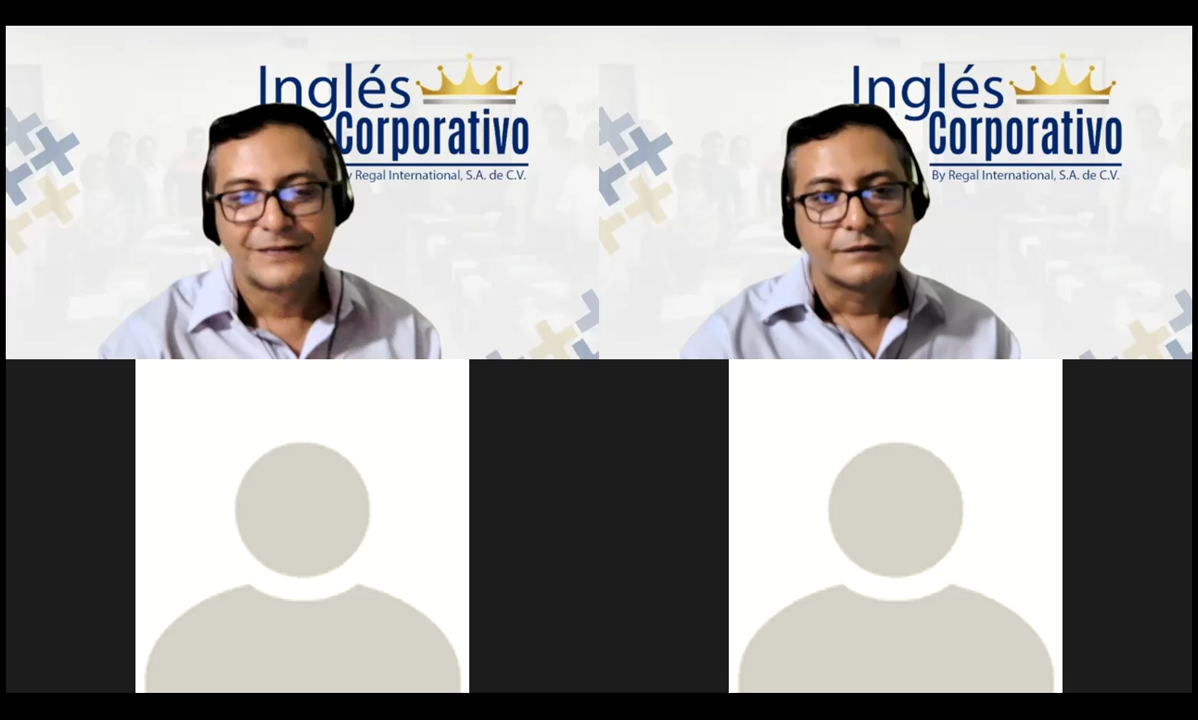 Inglés
Corporativo
y Regal International, S.A. de C.V.
Inglés
Corporativo
By Regal International, S.A. de C.V.